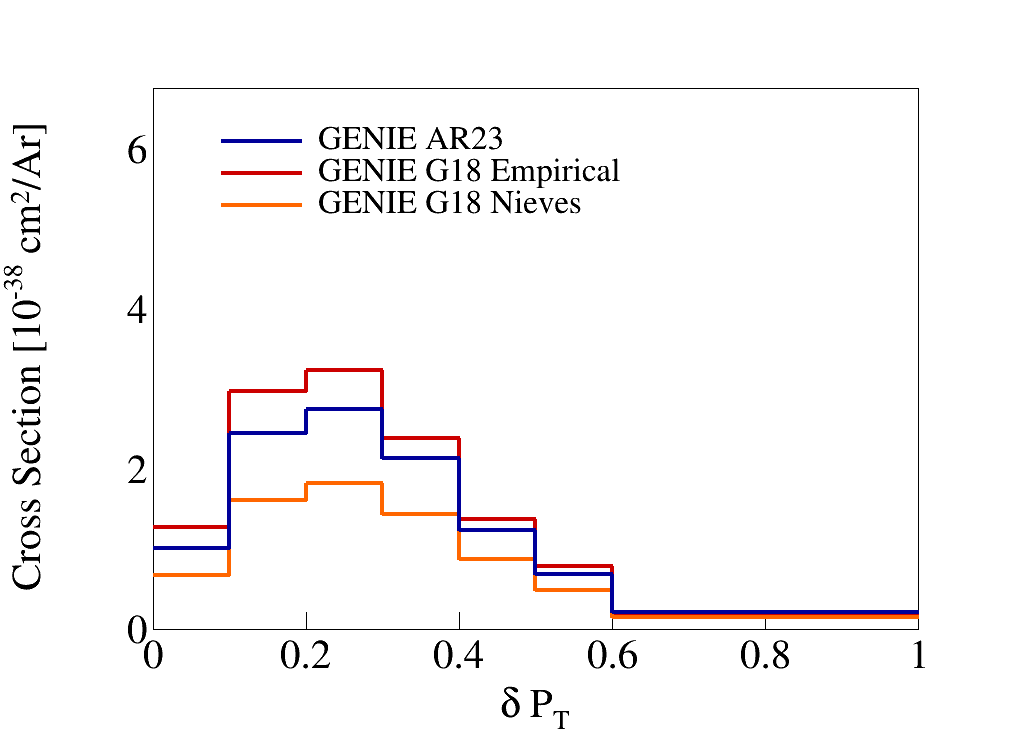 Cross Section [10⁻³⁸ cm²/Ar]
GENIE AR23
GENIE G18 Empirical
GENIE G18 Nieves
6
4
2
0
0 0.2 0.4 0.6 0.8 1
δ P_T